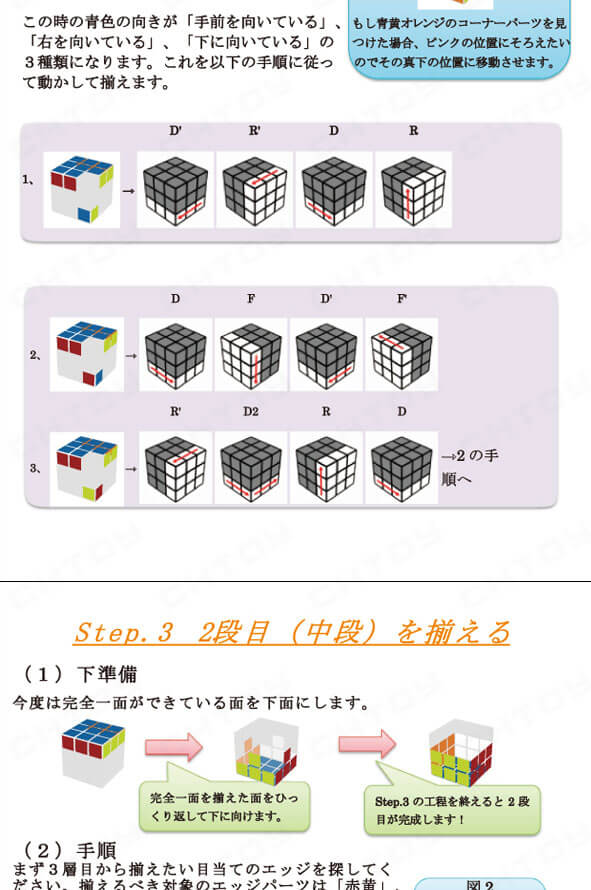 この時の青色の向きが「手前を向いている」、
「右を向いている」、「下に向いている」の
３種類になります。これを以下の手順に従っ
て動かして揃えます。
もし青黄オレンジのコーナーパーツを見
つけた場合、ピンクの位置にそろえたい
のでその真下の位置に移動させます。
D' R' D R
1、 →
D F D' F'
2、 →
R' D2 R D
3、 → →2 の手
順へ
Step.3 2段目（中段）を揃える
（１）下準備
今度は完全一面ができている面を下面にします。
完全一面を揃えた面をひっ
くり返して下に向けます。
Step.3 の工程を終えると 2 段
目が完成します！
（２）手順
まず３層目から揃えたい目当てのエッジを探してく
ださい。揃えるべき対象のエッジパーツは「赤黄」、
図２
CHTOY